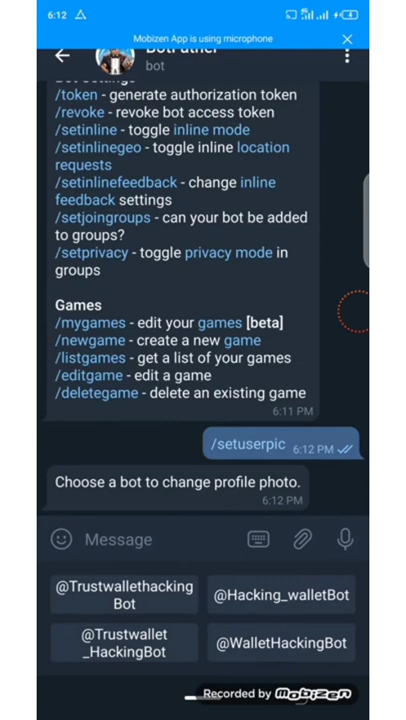 6:12
Mobizen App is using microphone
BotFather
bot
Bot Settings
/token - generate authorization token
/revoke - revoke bot access token
/setinline - toggle inline mode
/setinlinegeo - toggle inline location
requests
/setinlinefeedback - change inline
feedback settings
/setjoingroups - can your bot be added
to groups?
/setprivacy - toggle privacy mode in
groups
Games
/mygames - edit your games [beta]
/newgame - create a new game
/listgames - get a list of your games
/editgame - edit a game
/deletegame - delete an existing game
6:11 PM
/setuserpic 6:12 PM
Choose a bot to change profile photo.
6:12 PM
Message
@Trustwallethacking
Bot
@Hacking_walletBot
@Trustwallet
_HackingBot
@WalletHackingBot
Recorded by mobizen